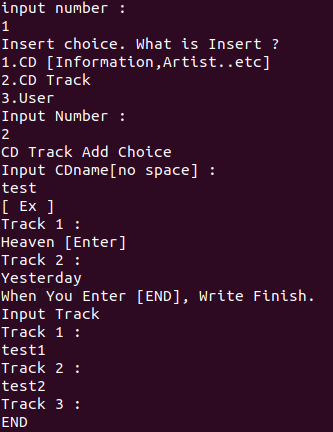 input number :
1
Insert choice. What is Insert ?
1.CD [Information,Artist..etc]
2.CD Track
3.User
Input Number :
2
CD Track Add Choice
Input CDname[no space] :
test
[ Ex ]
Track 1 :
Heaven [Enter]
Track 2 :
Yesterday
When You Enter [END], Write Finish.
Input Track
Track 1 :
test1
Track 2 :
test2
Track 3 :
END